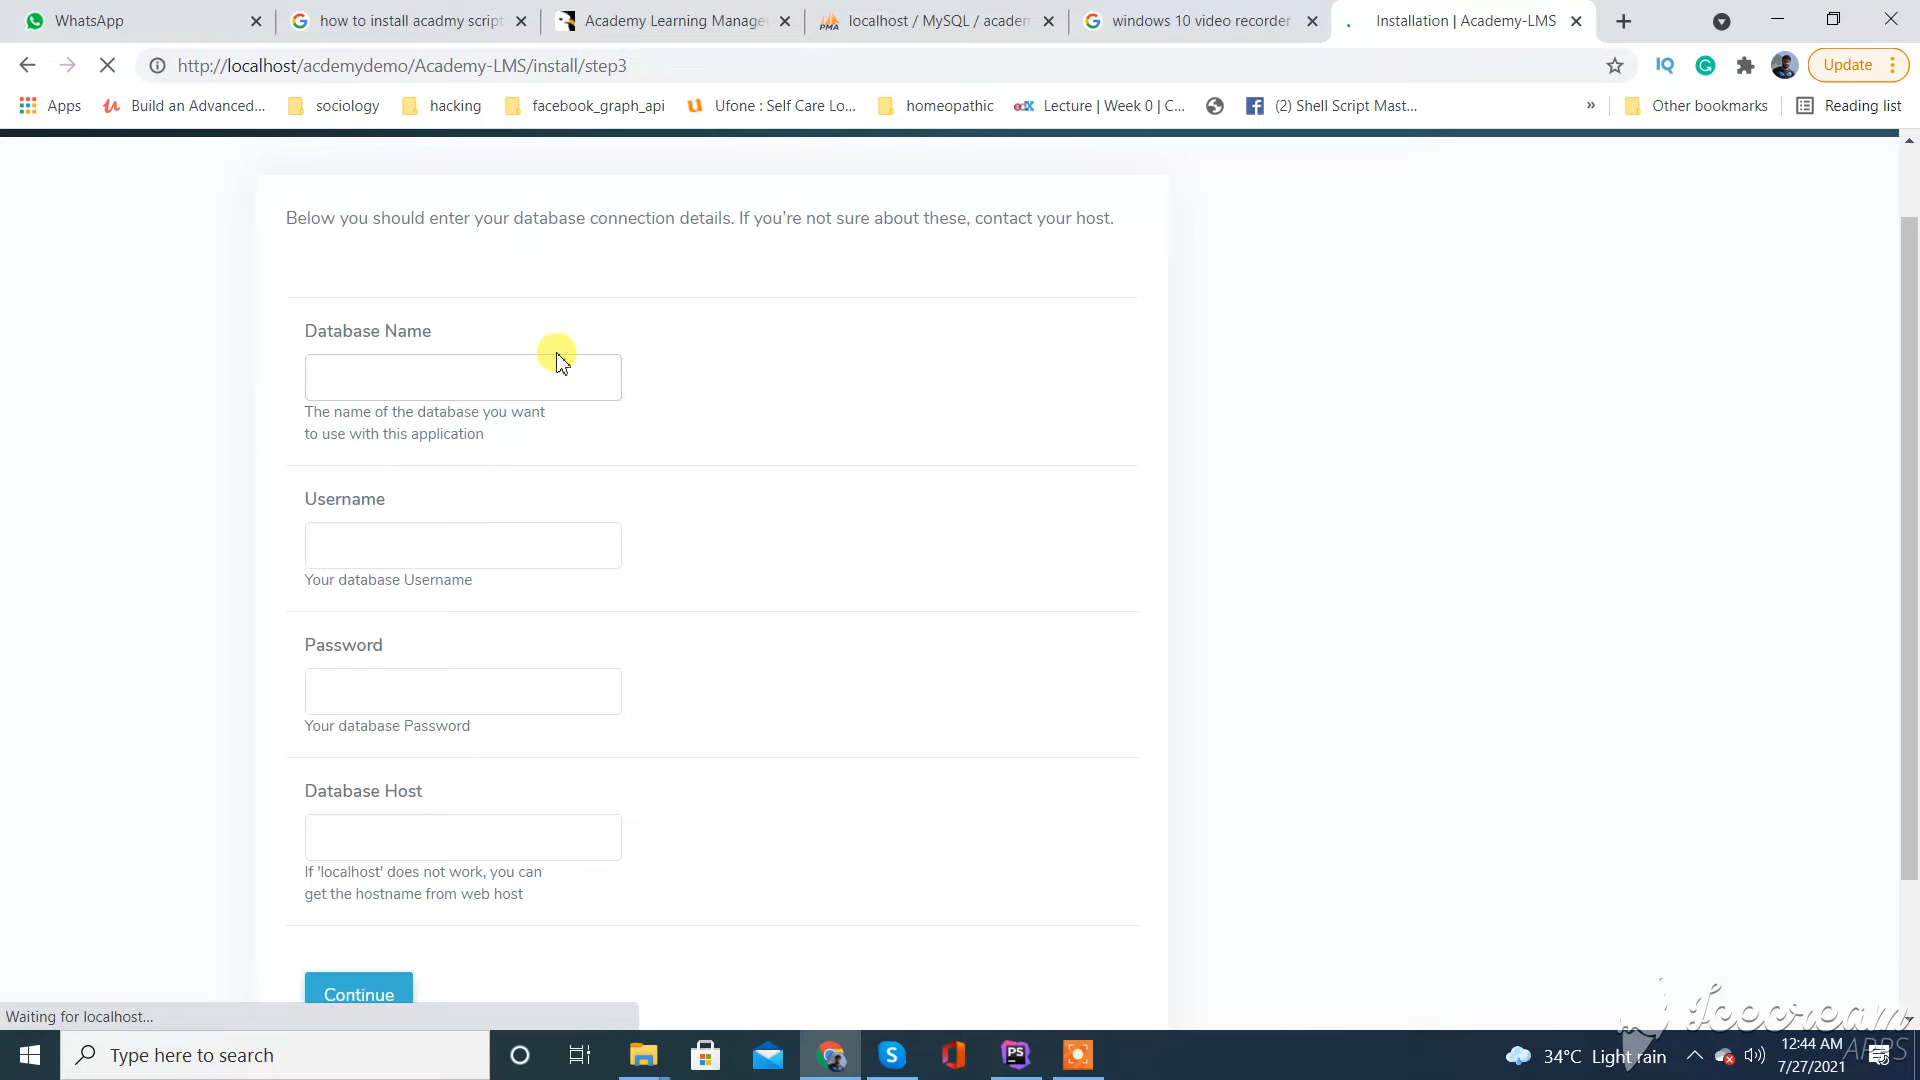 WhatsApp
how to install acadmy script
Academy Learning Manage
localhost / MySQL / academ
windows 10 video recorder
Installation | Academy-LMS
http://localhost/acdemydemo/Academy-LMS/install/step3
IQ
Update
Apps
Build an Advanced...
sociology
hacking
facebook_graph_api
Ufone : Self Care Lo...
homeopathic
edX
Lecture | Week 0 | C...
(2) Shell Script Mast...
»
Other bookmarks
Reading list
Below you should enter your database connection details. If you're not sure about these, contact your host.
Database Name
The name of the database you want
to use with this application
Username
Your database Username
Password
Your database Password
Database Host
If 'localhost' does not work, you can
get the hostname from web host
Continue
Waiting for localhost...
Icecream
APPS
Type here to search
PS
34°C Light rain
12:44 AM
7/27/2021